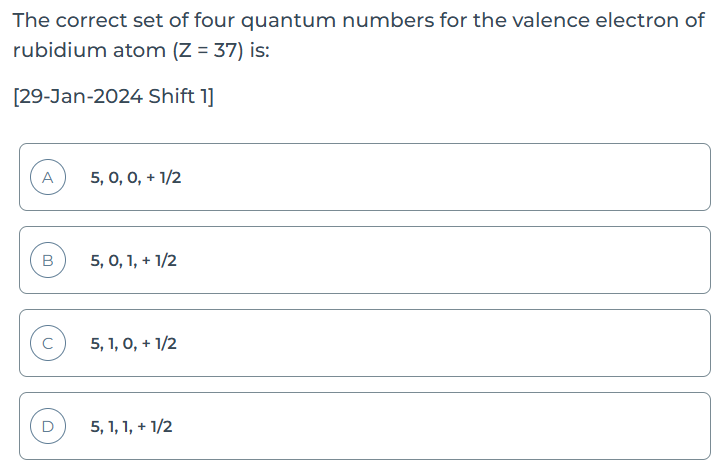 The correct set of four quantum numbers for the valence electron of
rubidium atom (Z = 37) is:
[29-Jan-2024 Shift 1]
A 5, 0, 0, + 1/2
B 5, 0, 1, + 1/2
C 5, 1, 0, + 1/2
D 5, 1, 1, + 1/2